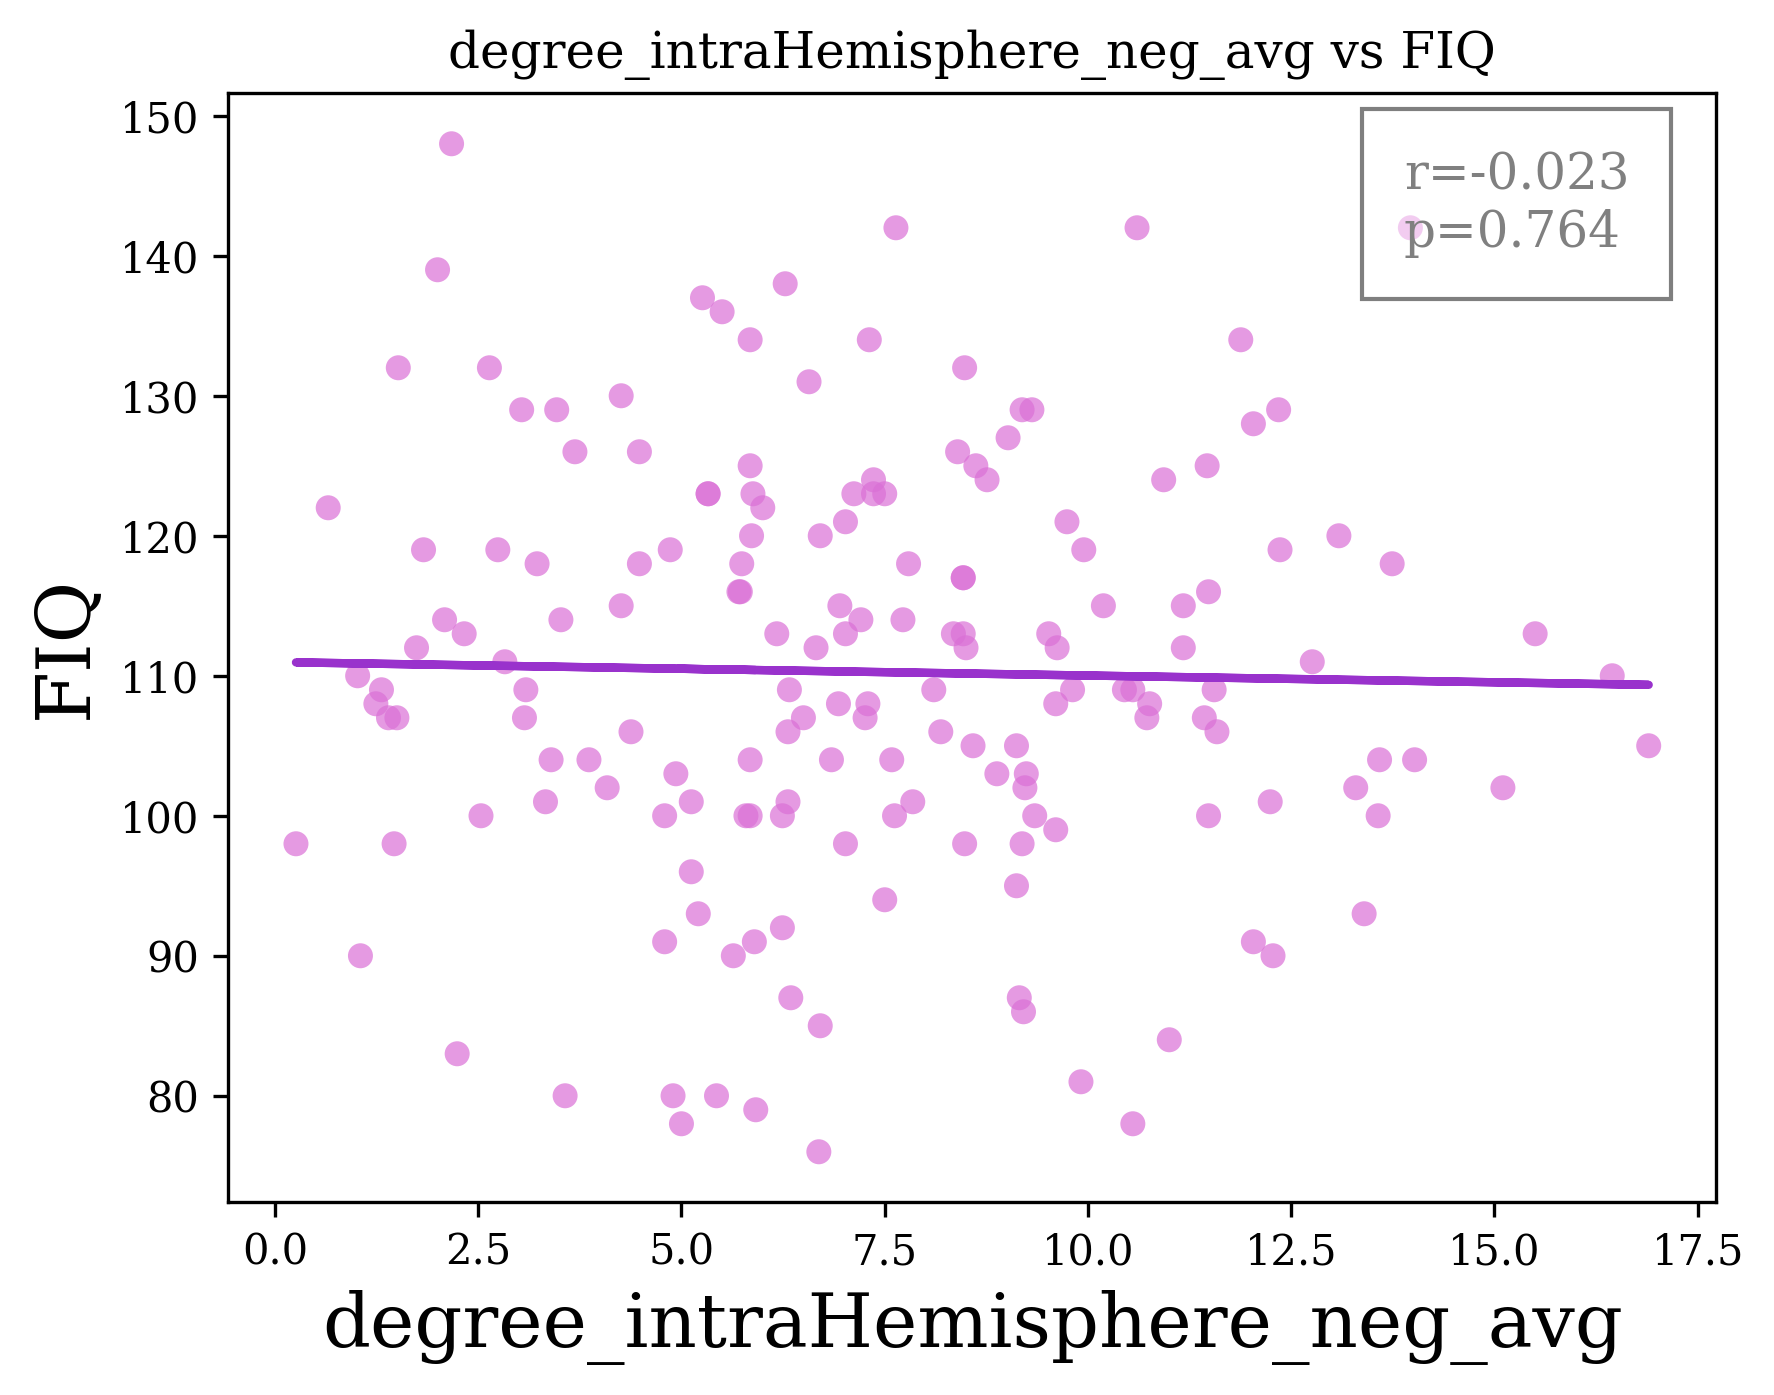 degree_intraHemisphere_neg_avg vs FIQ
r=-0.023
p=0.764
FIQ
150
140
130
120
110
100
90
80
0.0 2.5 5.0 7.5 10.0 12.5 15.0 17.5
degree_intraHemisphere_neg_avg